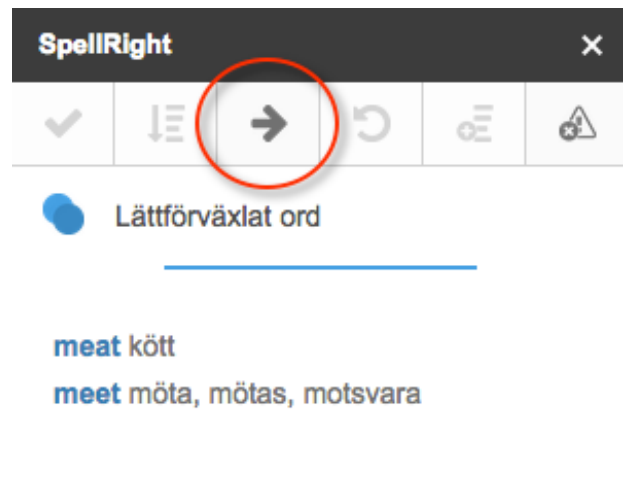 SpellRight
Lättförväxlat ord
meat kött
meet möta, mötas, motsvara